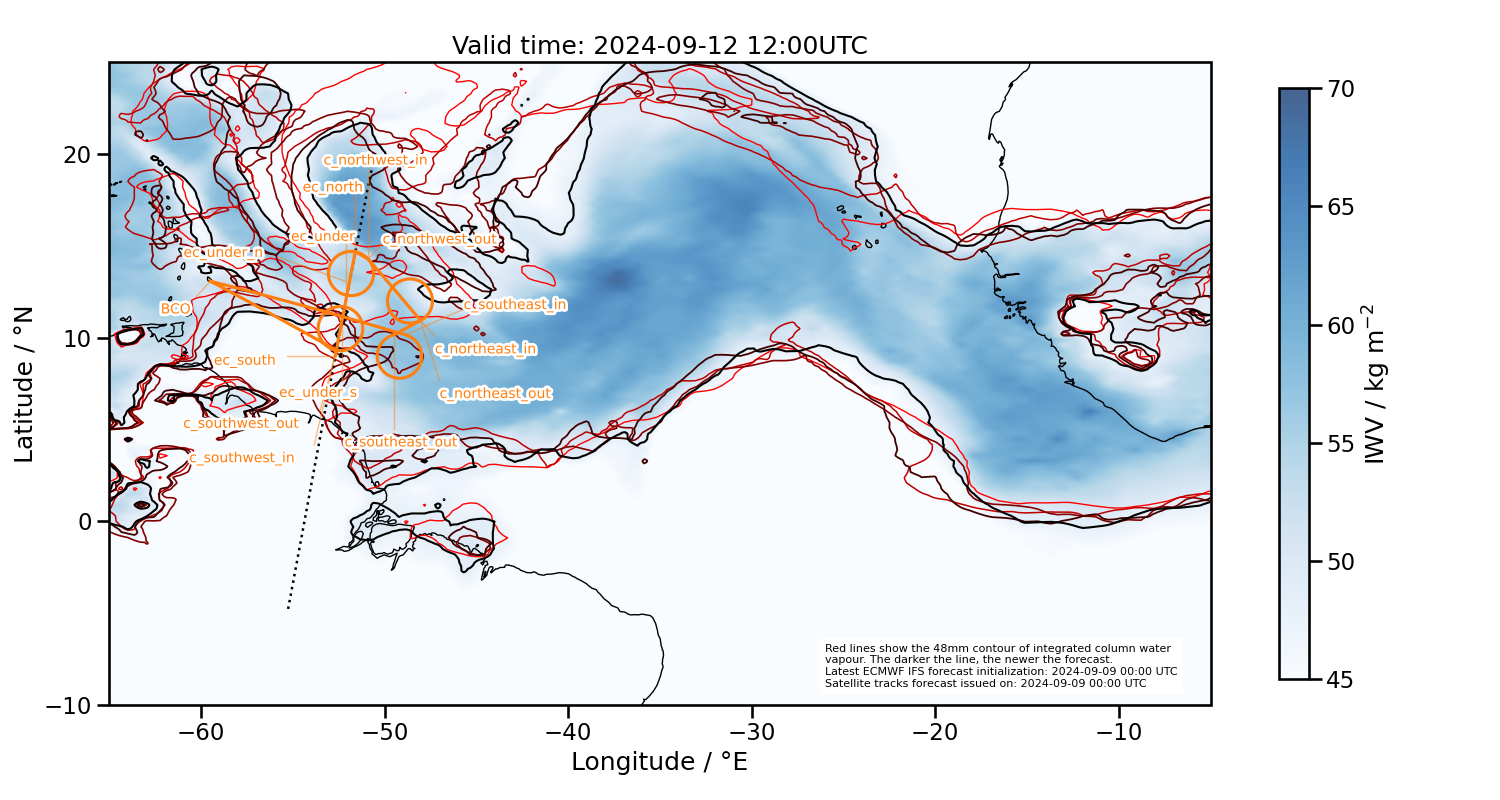 Valid time: 2024-09-12 12:00UTC
Latitude / °N
20
10
0
−10
c_northwest_in
ec_north
ec_under
c_northwest_out
ec_under_n
BCO
c_southeast_in
c_northeast_in
ec_south
ec_under_s
c_northeast_out
c_southwest_out
c_southeast_out
c_southwest_in
Red lines show the 48mm contour of integrated column water
vapour. The darker the line, the newer the forecast.
Latest ECMWF IFS forecast initialization: 2024-09-09 00:00 UTC
Satellite tracks forecast issued on: 2024-09-09 00:00 UTC
−60 −50 −40 −30 −20 −10
Longitude / °E
70
65
60
55
50
45
IWV / kg m⁻²